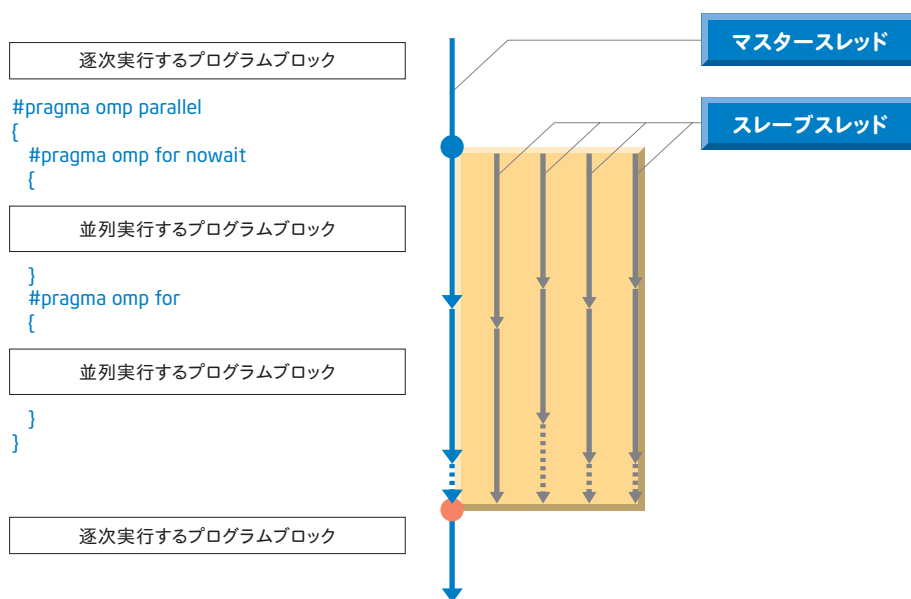 マスタースレッド
逐次実行するプログラムブロック
スレーブスレッド
#pragma omp parallel
{
#pragma omp for nowait
{
並列実行するプログラムブロック
}
#pragma omp for
{
並列実行するプログラムブロック
}
}
逐次実行するプログラムブロック